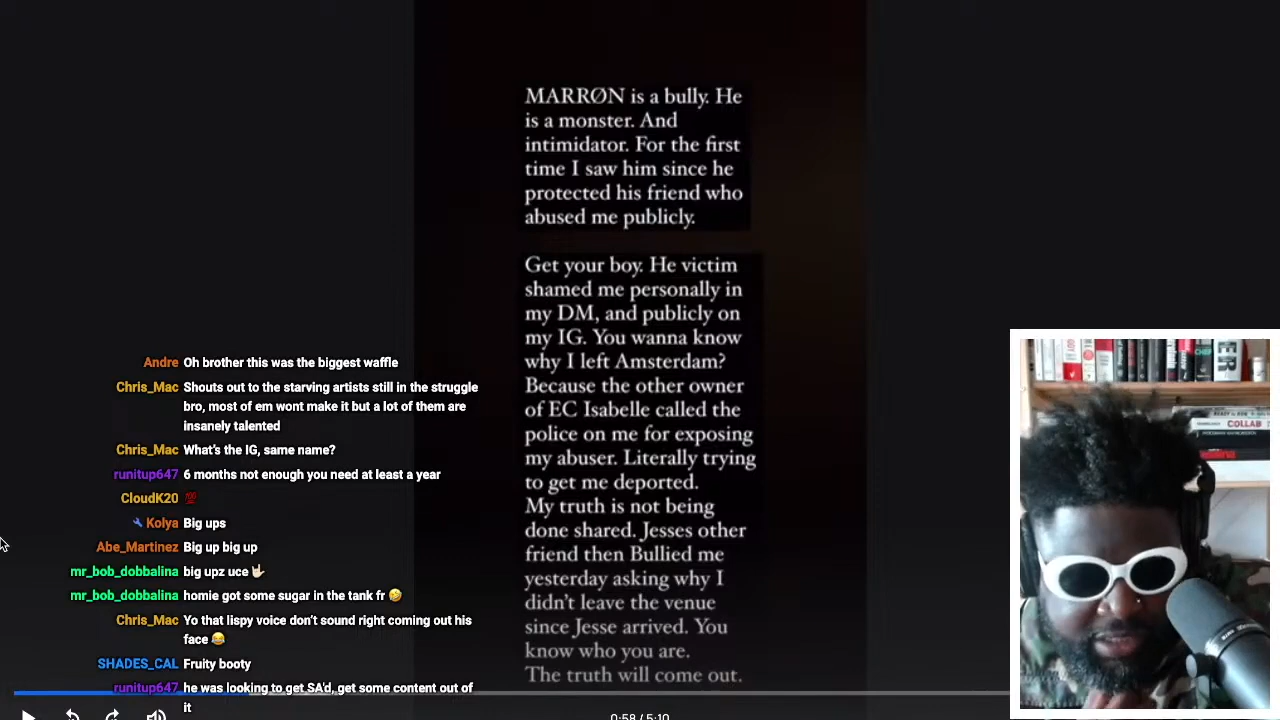 MARRØN is a bully. He
is a monster. And
intimidator. For the first
time I saw him since he
protected his friend who
abused me publicly.
Get your boy. He victim
shamed me personally in
my DM, and publicly on
my IG. You wanna know
why I left Amsterdam?
Because the other owner
of EC Isabelle called the
police on me for exposing
my abuser. Literally trying
to get me deported.
My truth is not being
done shared. Jesses other
friend then Bullied me
yesterday asking why I
didn't leave the venue
since Jesse arrived. You
know who you are.
The truth will come out.
Andre Oh brother this was the biggest waffle
Chris_Mac Shouts out to the starving artists still in the struggle
bro, most of em wont make it but a lot of them are
insanely talented
Chris_Mac What's the IG, same name?
runitup647 6 months not enough you need at least a year
CloudK20 💯
Kolya Big ups
Abe_Martinez Big up big up
mr_bob_dobbalina big upz uce 🤙🏻
mr_bob_dobbalina homie got some sugar in the tank fr 🤣
Chris_Mac Yo that lispy voice don't sound right coming out his
face 😂
SHADES_CAL Fruity booty
runitup647 he was looking to get SA'd, get some content out of
it
0:58 / 5:10
COLLAB